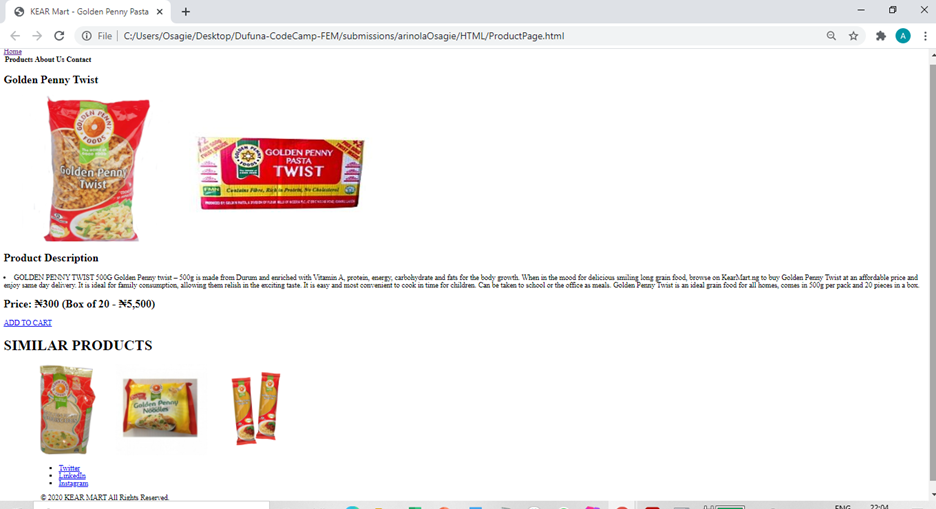 KEAR Mart - Golden Penny Pasta
File | C:/Users/Osagie/Desktop/Dufuna-CodeCamp-FEM/submissions/arinolaOsagie/HTML/ProductPage.html
A
Home
Products About Us Contact
Golden Penny Twist
GOLDEN PENNY FOODS
Golden Penny
Twist
GOLDEN PENNY
PASTA
TWIST
Contains Fibre, Rich in Protein, No Cholesterol
Product Description
• GOLDEN PENNY TWIST 500G Golden Penny twist – 500g is made from Durum and enriched with Vitamin A, protein, energy, carbohydrate and fats for the body growth. When in the mood for delicious smiling long grain food, browse on KearMart.ng to buy Golden Penny Twist at an affordable price and
enjoy same day delivery. It is ideal for family consumption, allowing them relish in the exciting taste. It is easy and most convenient to cook in time for children. Can be taken to school or the office as meals. Golden Penny Twist is an ideal grain food for all homes, comes in 500g per pack and 20 pieces in a box.
Price: ₦300 (Box of 20 - ₦5,500)
ADD TO CART
SIMILAR PRODUCTS
Golden Penny
Noodles
• Twitter
• LinkedIn
• Instagram
© 2020 KEAR MART All Rights Reserved.
ENG
22:04